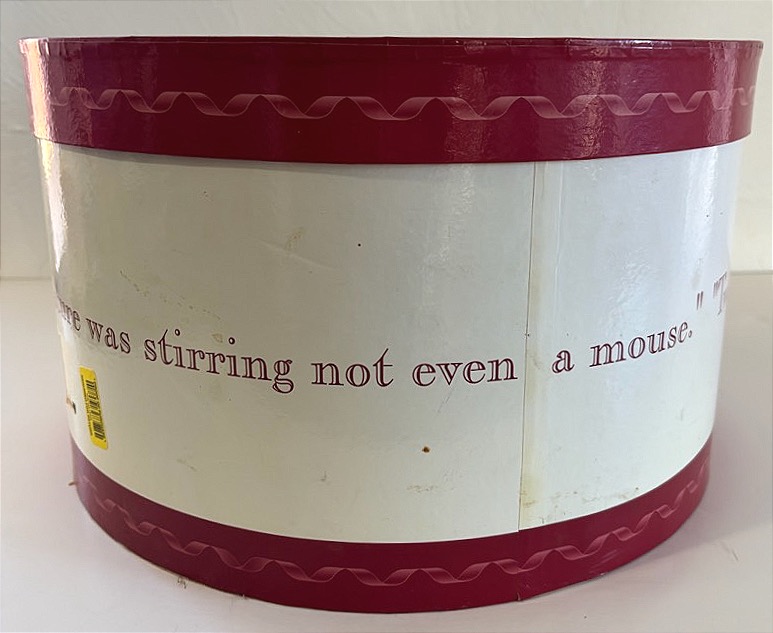 was stirring not even a mouse." "